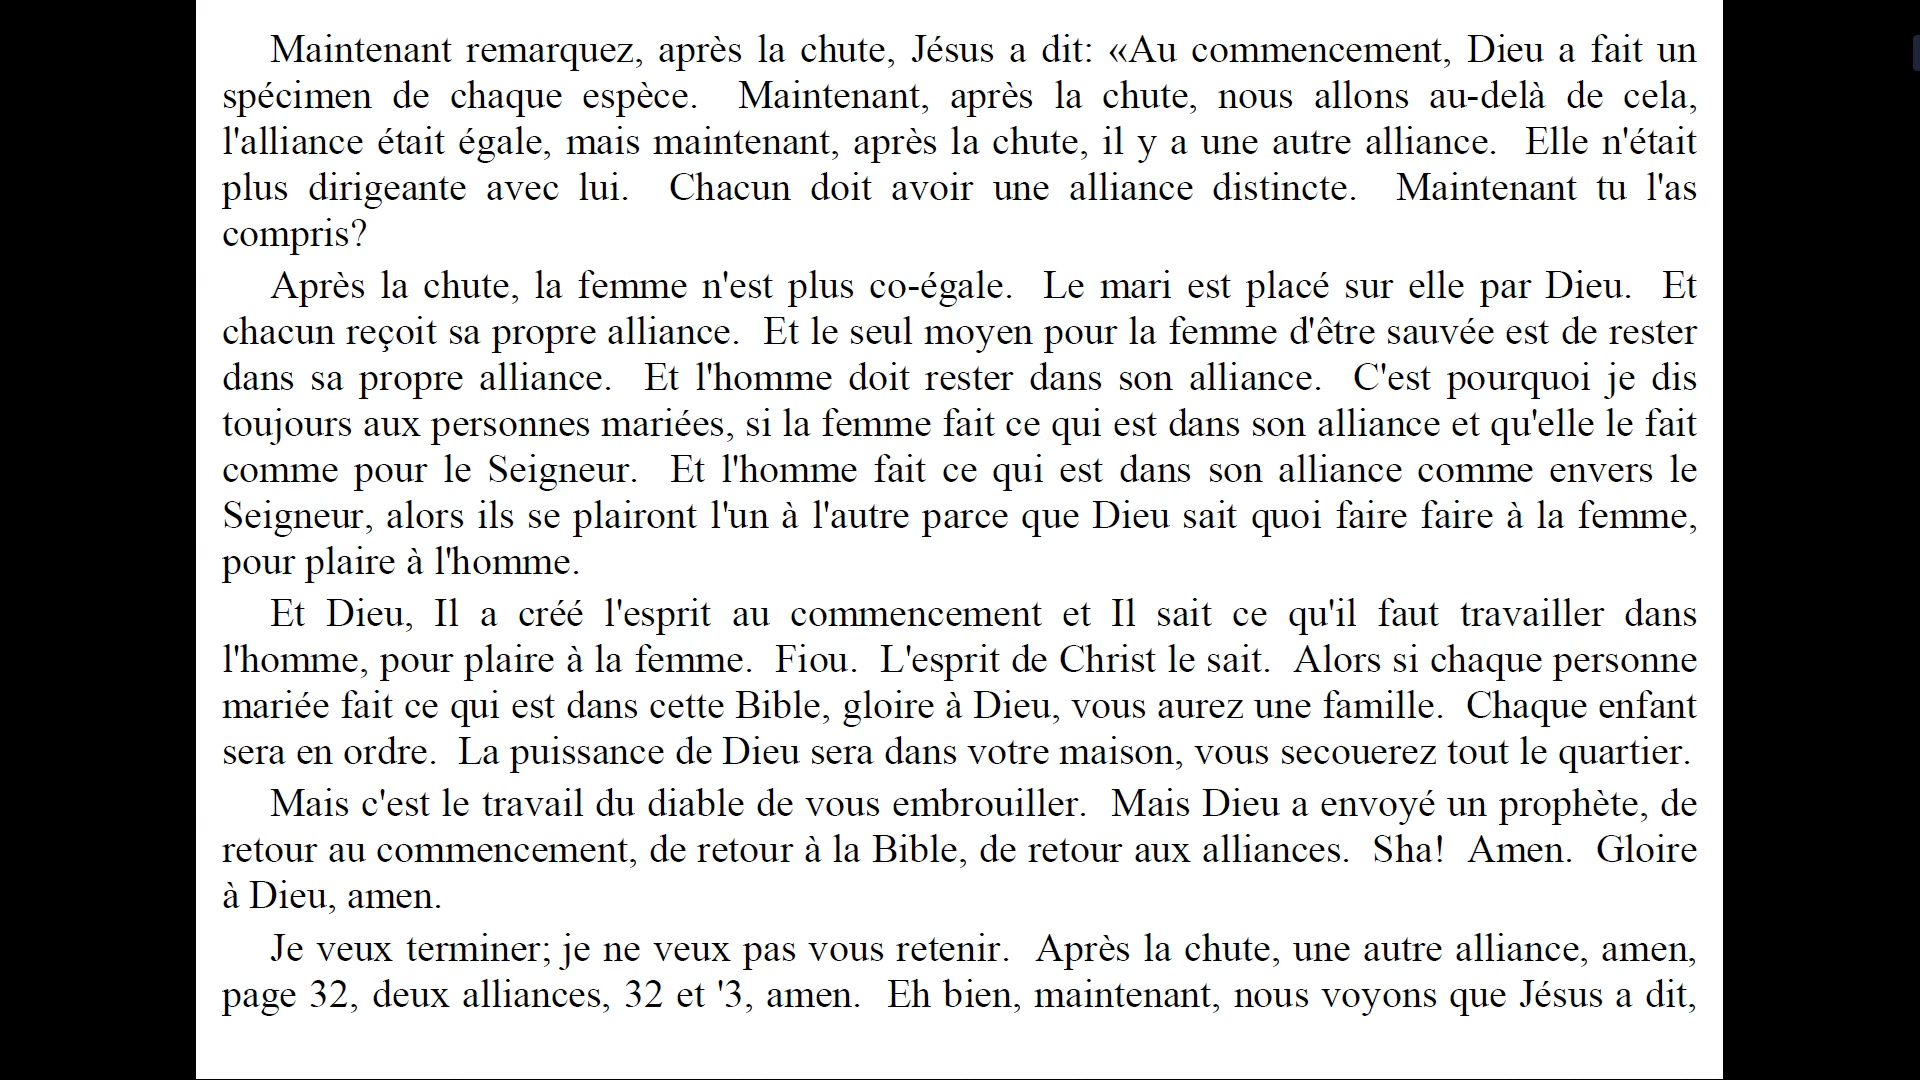 Maintenant remarquez, après la chute, Jésus a dit: «Au commencement, Dieu a fait un
spécimen de chaque espèce.  Maintenant, après la chute, nous allons au-delà de cela,
l'alliance était égale, mais maintenant, après la chute, il y a une autre alliance.  Elle n'était
plus dirigeante avec lui.  Chacun doit avoir une alliance distincte.  Maintenant tu l'as
compris?
Après la chute, la femme n'est plus co-égale.  Le mari est placé sur elle par Dieu.  Et
chacun reçoit sa propre alliance.  Et le seul moyen pour la femme d'être sauvée est de rester
dans sa propre alliance.  Et l'homme doit rester dans son alliance.  C'est pourquoi je dis
toujours aux personnes mariées, si la femme fait ce qui est dans son alliance et qu'elle le fait
comme pour le Seigneur.  Et l'homme fait ce qui est dans son alliance comme envers le
Seigneur, alors ils se plairont l'un à l'autre parce que Dieu sait quoi faire faire à la femme,
pour plaire à l'homme.
Et Dieu, Il a créé l'esprit au commencement et Il sait ce qu'il faut travailler dans
l'homme, pour plaire à la femme.  Fiou.  L'esprit de Christ le sait.  Alors si chaque personne
mariée fait ce qui est dans cette Bible, gloire à Dieu, vous aurez une famille.  Chaque enfant
sera en ordre.  La puissance de Dieu sera dans votre maison, vous secouerez tout le quartier.
Mais c'est le travail du diable de vous embrouiller.  Mais Dieu a envoyé un prophète, de
retour au commencement, de retour à la Bible, de retour aux alliances.  Sha!  Amen.  Gloire
à Dieu, amen.
Je veux terminer; je ne veux pas vous retenir.  Après la chute, une autre alliance, amen,
page 32, deux alliances, 32 et '3, amen.  Eh bien, maintenant, nous voyons que Jésus a dit,